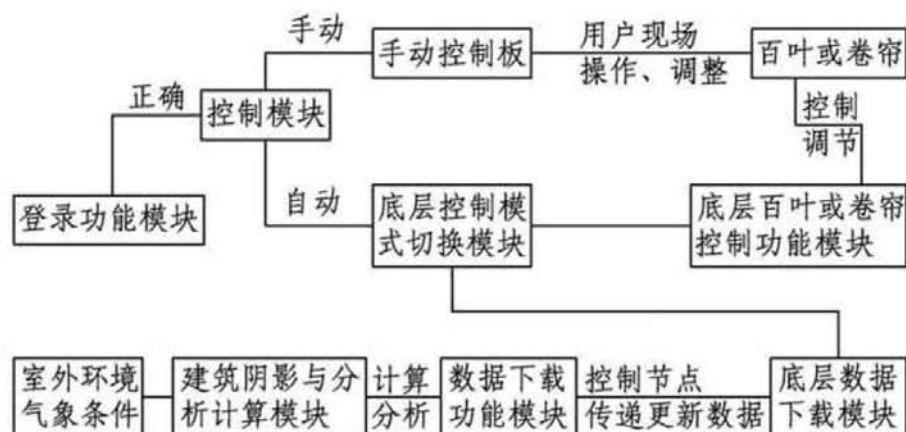 手动
手动控制板
用户现场
操作、调整
百叶或卷帘
正确
控制模块
控制
调节
登录功能模块
自动
底层控制模
式切换模块
底层百叶或卷帘
控制功能模块
室外环境
气象条件
建筑阴影与分
析计算模块
计算
分析
数据下载
功能模块
控制节点
传递更新数据
底层数据
下载模块